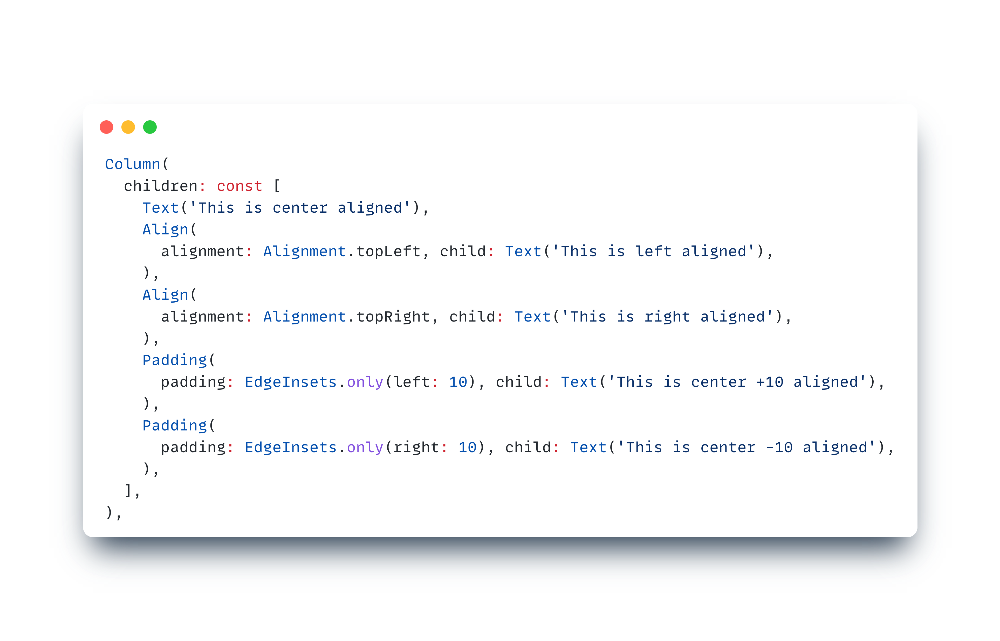 Column(
  children: const [
    Text('This is center aligned'),
    Align(
      alignment: Alignment.topLeft, child: Text('This is left aligned'),
    ),
    Align(
      alignment: Alignment.topRight, child: Text('This is right aligned'),
    ),
    Padding(
      padding: EdgeInsets.only(left: 10), child: Text('This is center +10 aligned'),
    ),
    Padding(
      padding: EdgeInsets.only(right: 10), child: Text('This is center -10 aligned'),
    ),
  ],
),